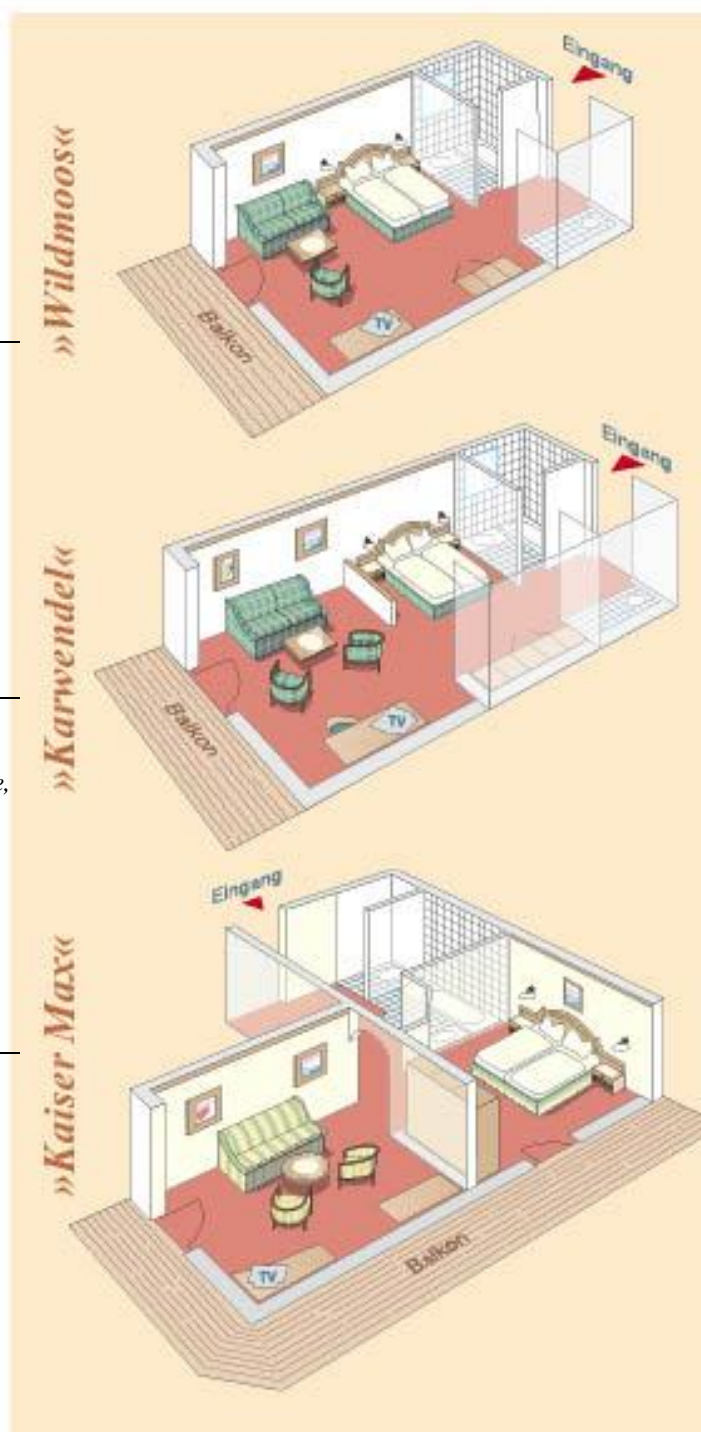 Eingang
»Wildmoos«
TV
Balkon
Eingang
»Karwendel«
TV
Balkon
Eingang
»Kaiser Max«
Balkon
TV